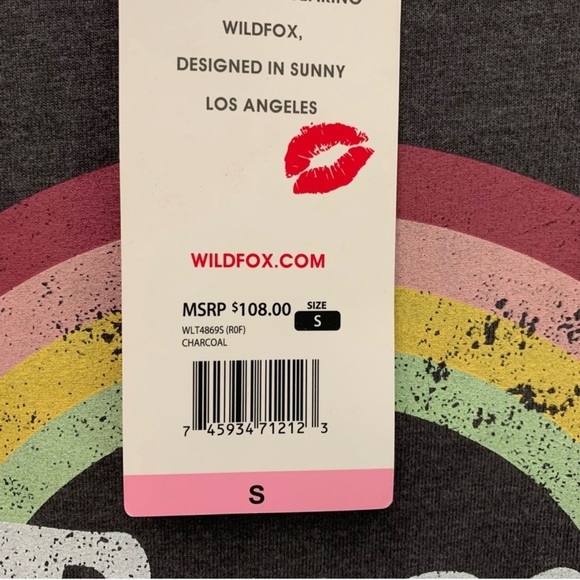 WILDFOX,
DESIGNED IN SUNNY
LOS ANGELES
WILDFOX.COM
MSRP $108.00 SIZE
S
WLT4869S (R0F)
CHARCOAL
7 45934 71212 3
S